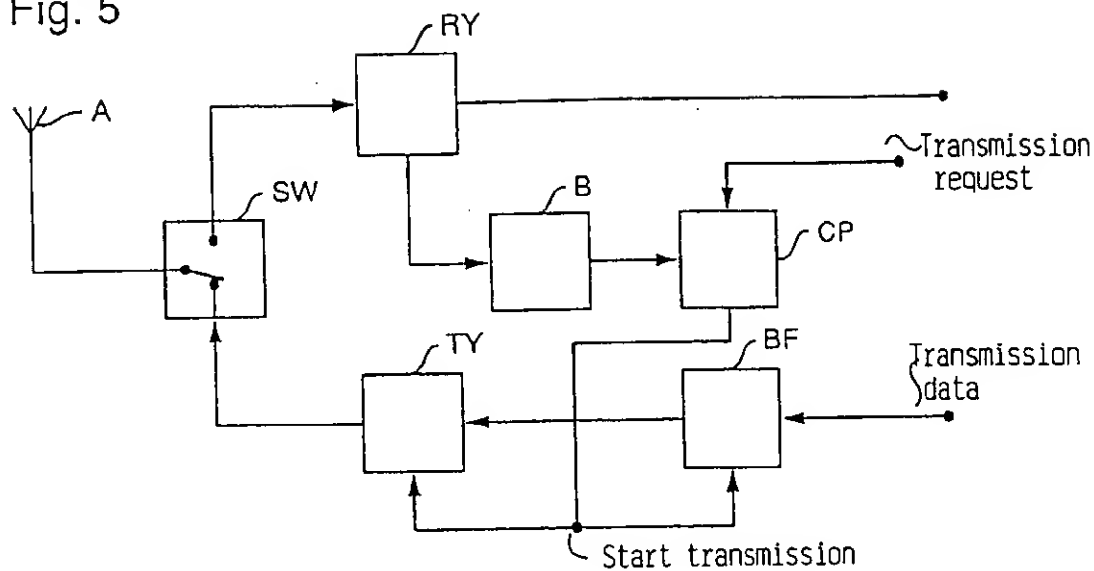 Fig. 5
RY
A
Transmission
request
SW
B
CP
TY
BF
Transmission
data
Start transmission